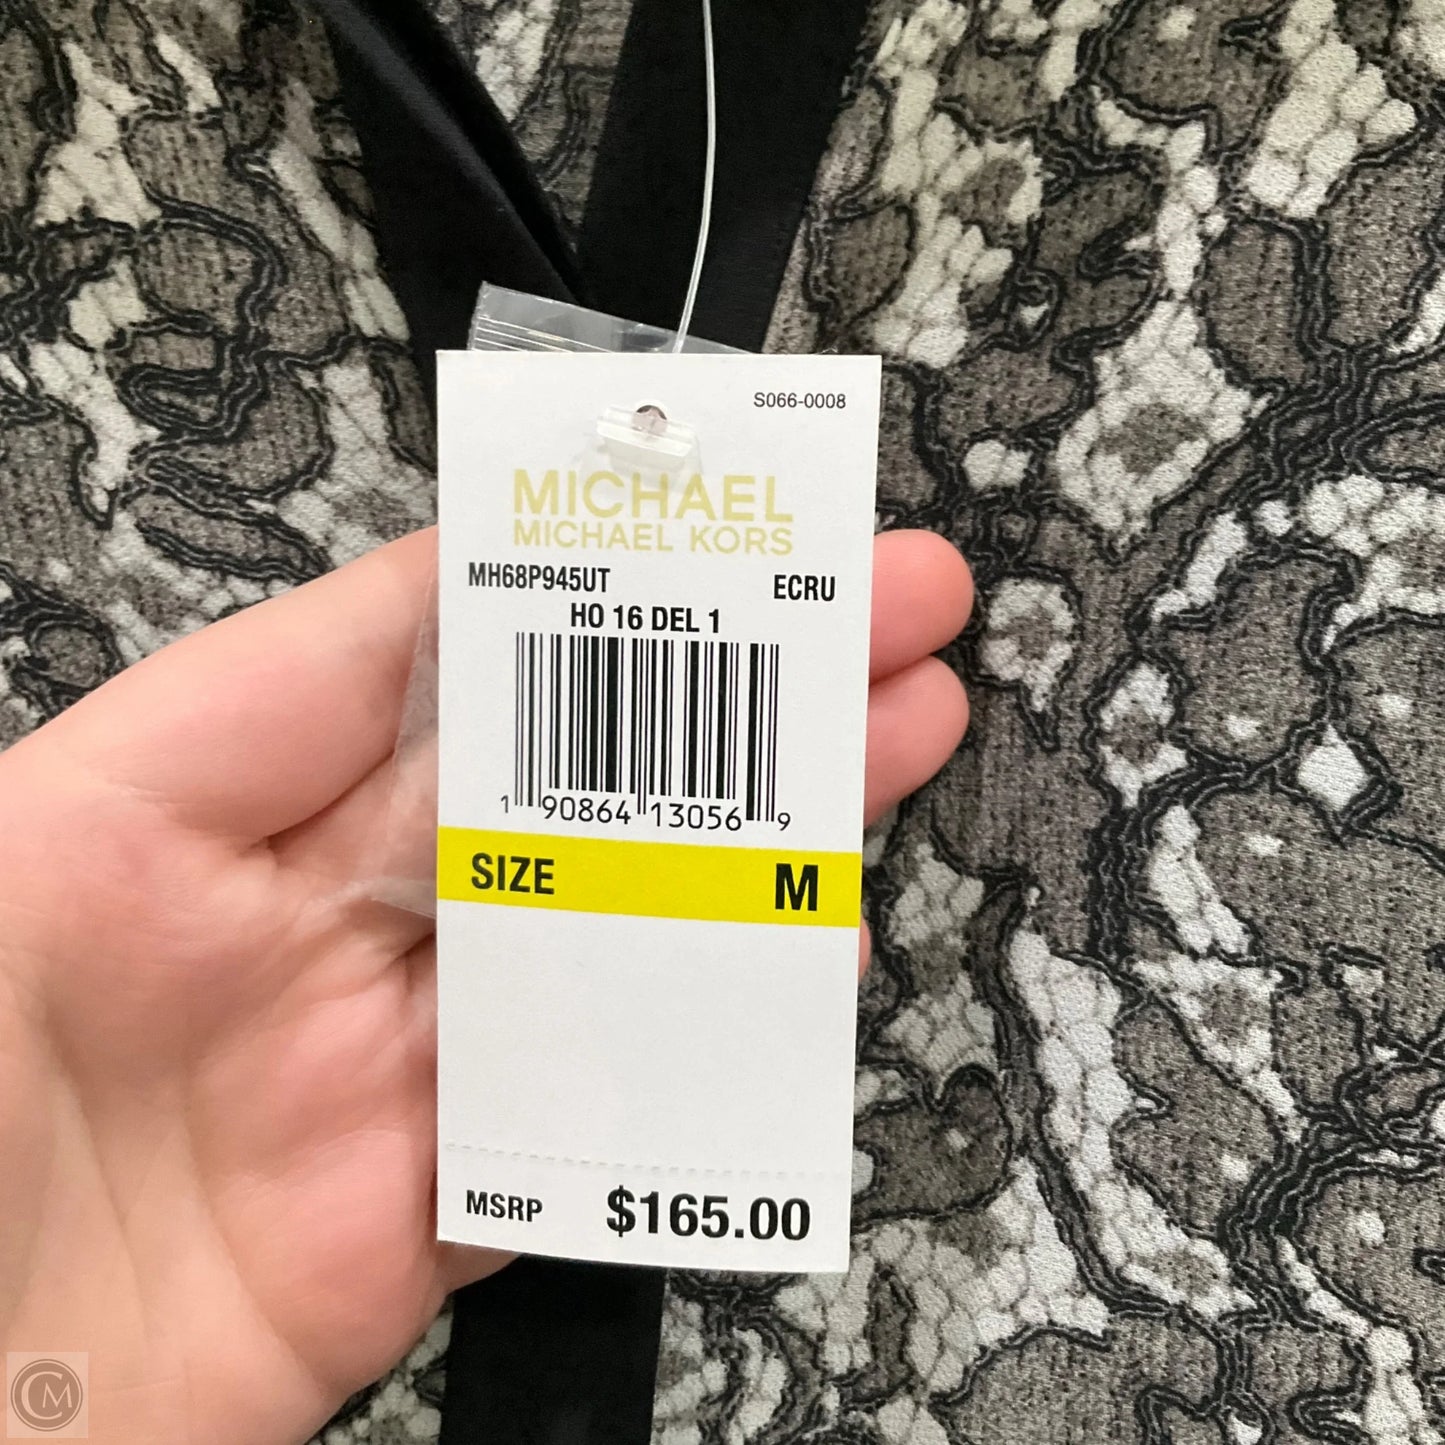 S066-0008
MICHAEL
MICHAEL KORS
MH68P945UT ECRU
HO 16 DEL 1
1 90864 13056 9
SIZE M
MSRP $165.00
CM